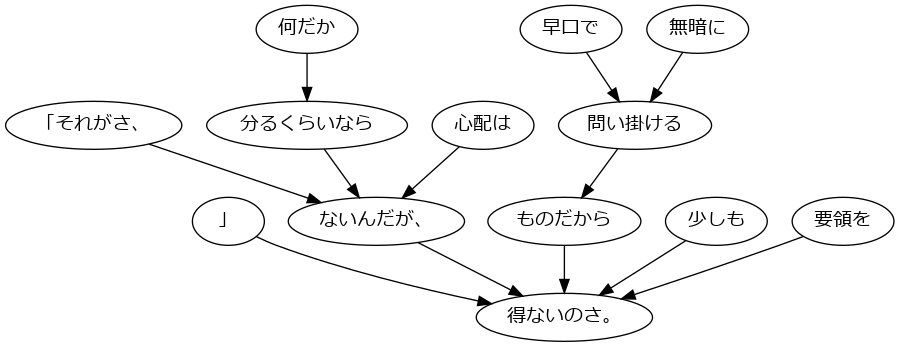 何だか
早口で
無暗に
「それがさ、
分るくらいなら
心配は
問い掛ける
」
ないんだが、
ものだから
少しも
要領を
得ないのさ。